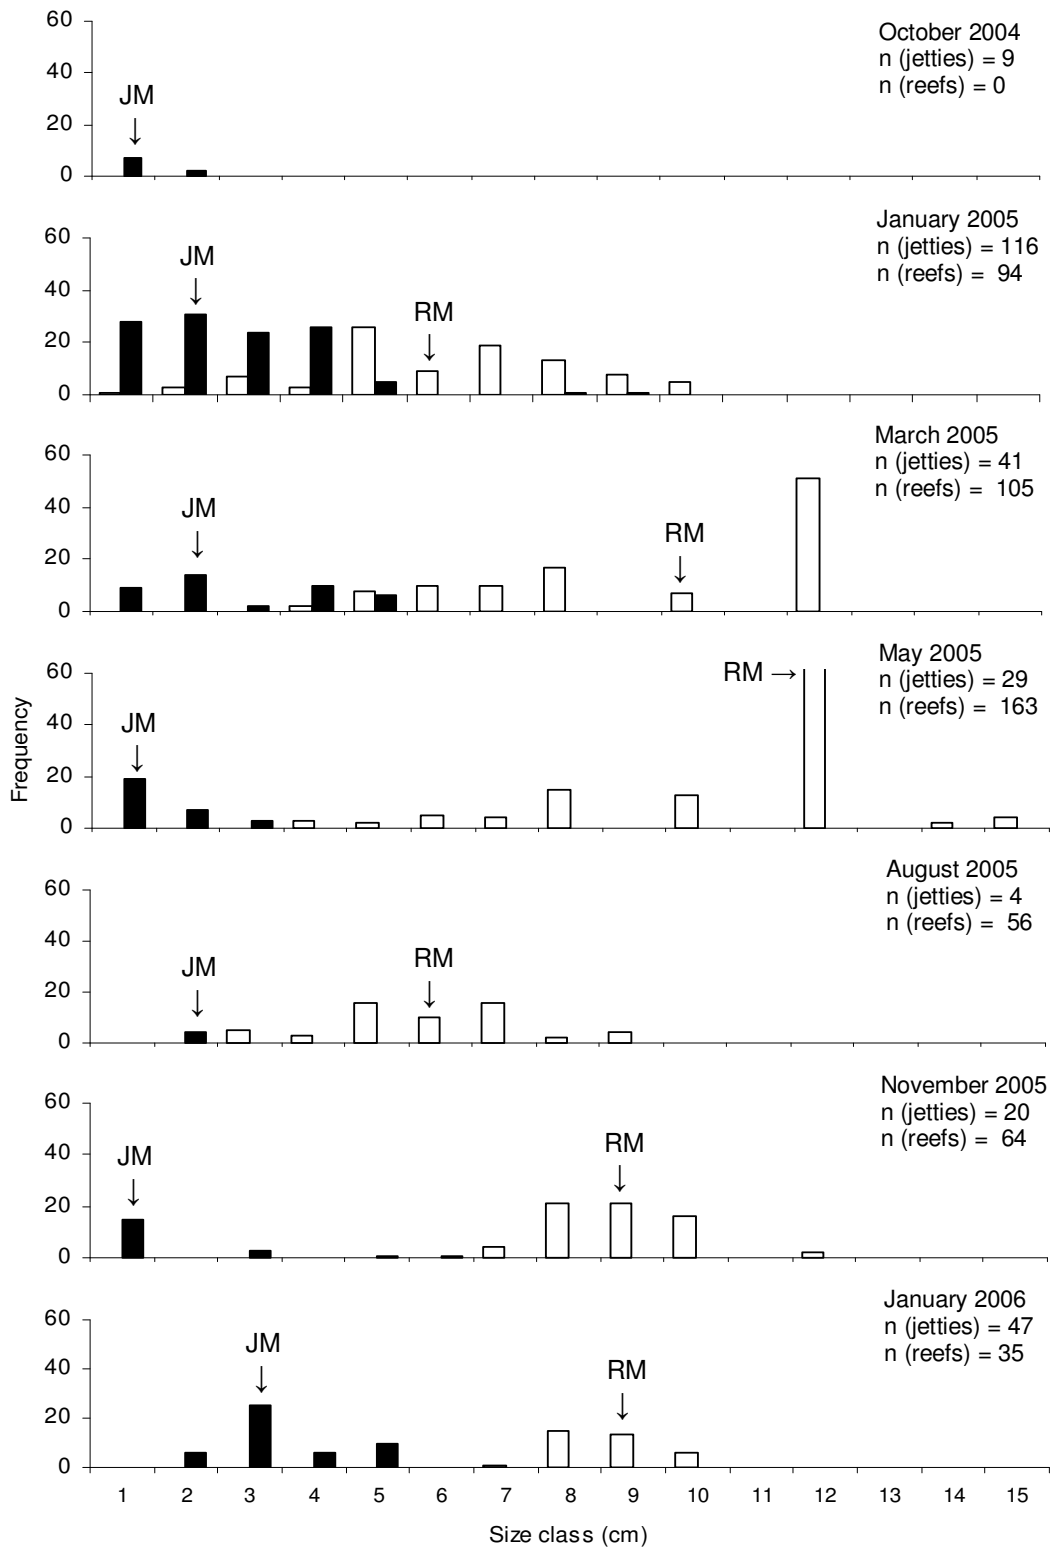 60
October 2004
n (jetties) = 9
n (reefs) = 0
40
JM
↓
20
0
January 2005
n (jetties) = 116
n (reefs) = 94
60
JM
↓
40
RM
↓
20
0
March 2005
n (jetties) = 41
n (reefs) = 105
60
40
JM
↓
RM
↓
20
0
May 2005
n (jetties) = 29
n (reefs) = 163
60
RM →
JM
↓
40
20
0
Frequency
August 2005
n (jetties) = 4
n (reefs) = 56
60
40
JM
↓
RM
↓
20
0
November 2005
n (jetties) = 20
n (reefs) = 64
60
40
JM
↓
RM
↓
20
0
January 2006
n (jetties) = 47
n (reefs) = 35
60
JM
↓
40
RM
↓
20
0
1 2 3 4 5 6 7 8 9 10 11 12 13 14 15
Size class (cm)